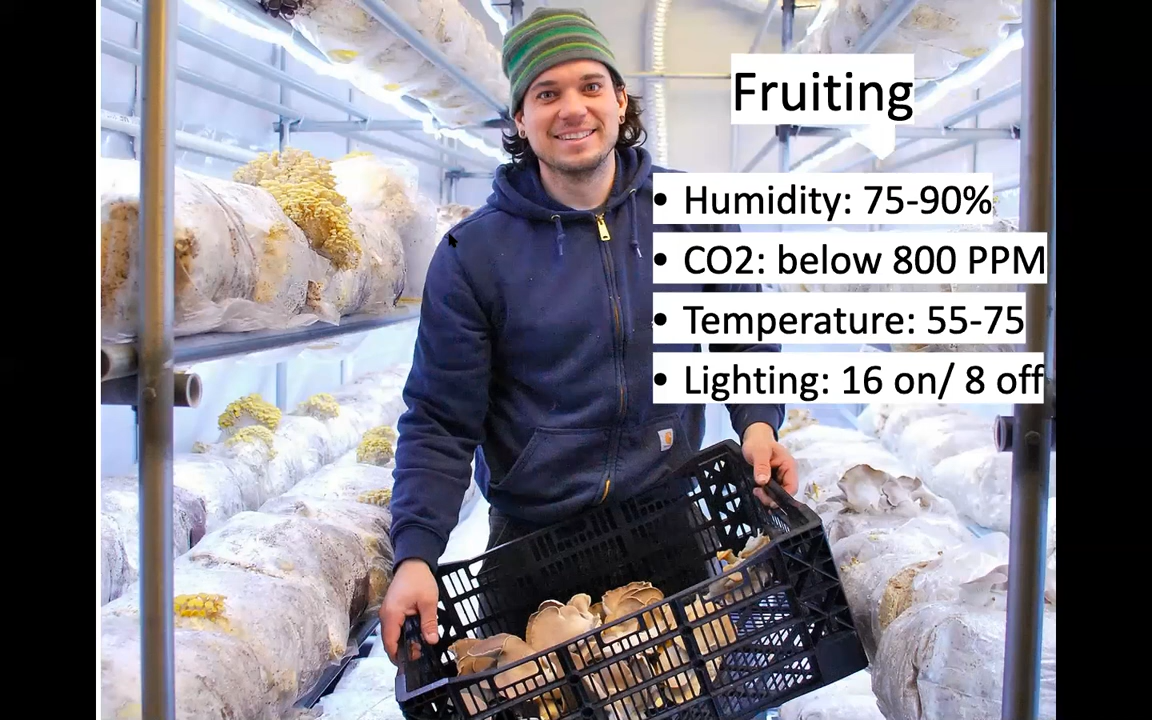 Fruiting
• Humidity: 75-90%
• CO2: below 800 PPM
• Temperature: 55-75
• Lighting: 16 on/ 8 off